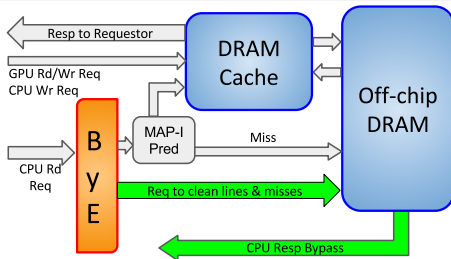 Resp to Requestor
DRAM
Cache
GPU Rd/Wr Req
CPU Wr Req
Off-chip
DRAM
B
y
E
MAP-I
Pred
Miss
CPU Rd
Req
Req to clean lines & misses
CPU Resp Bypass